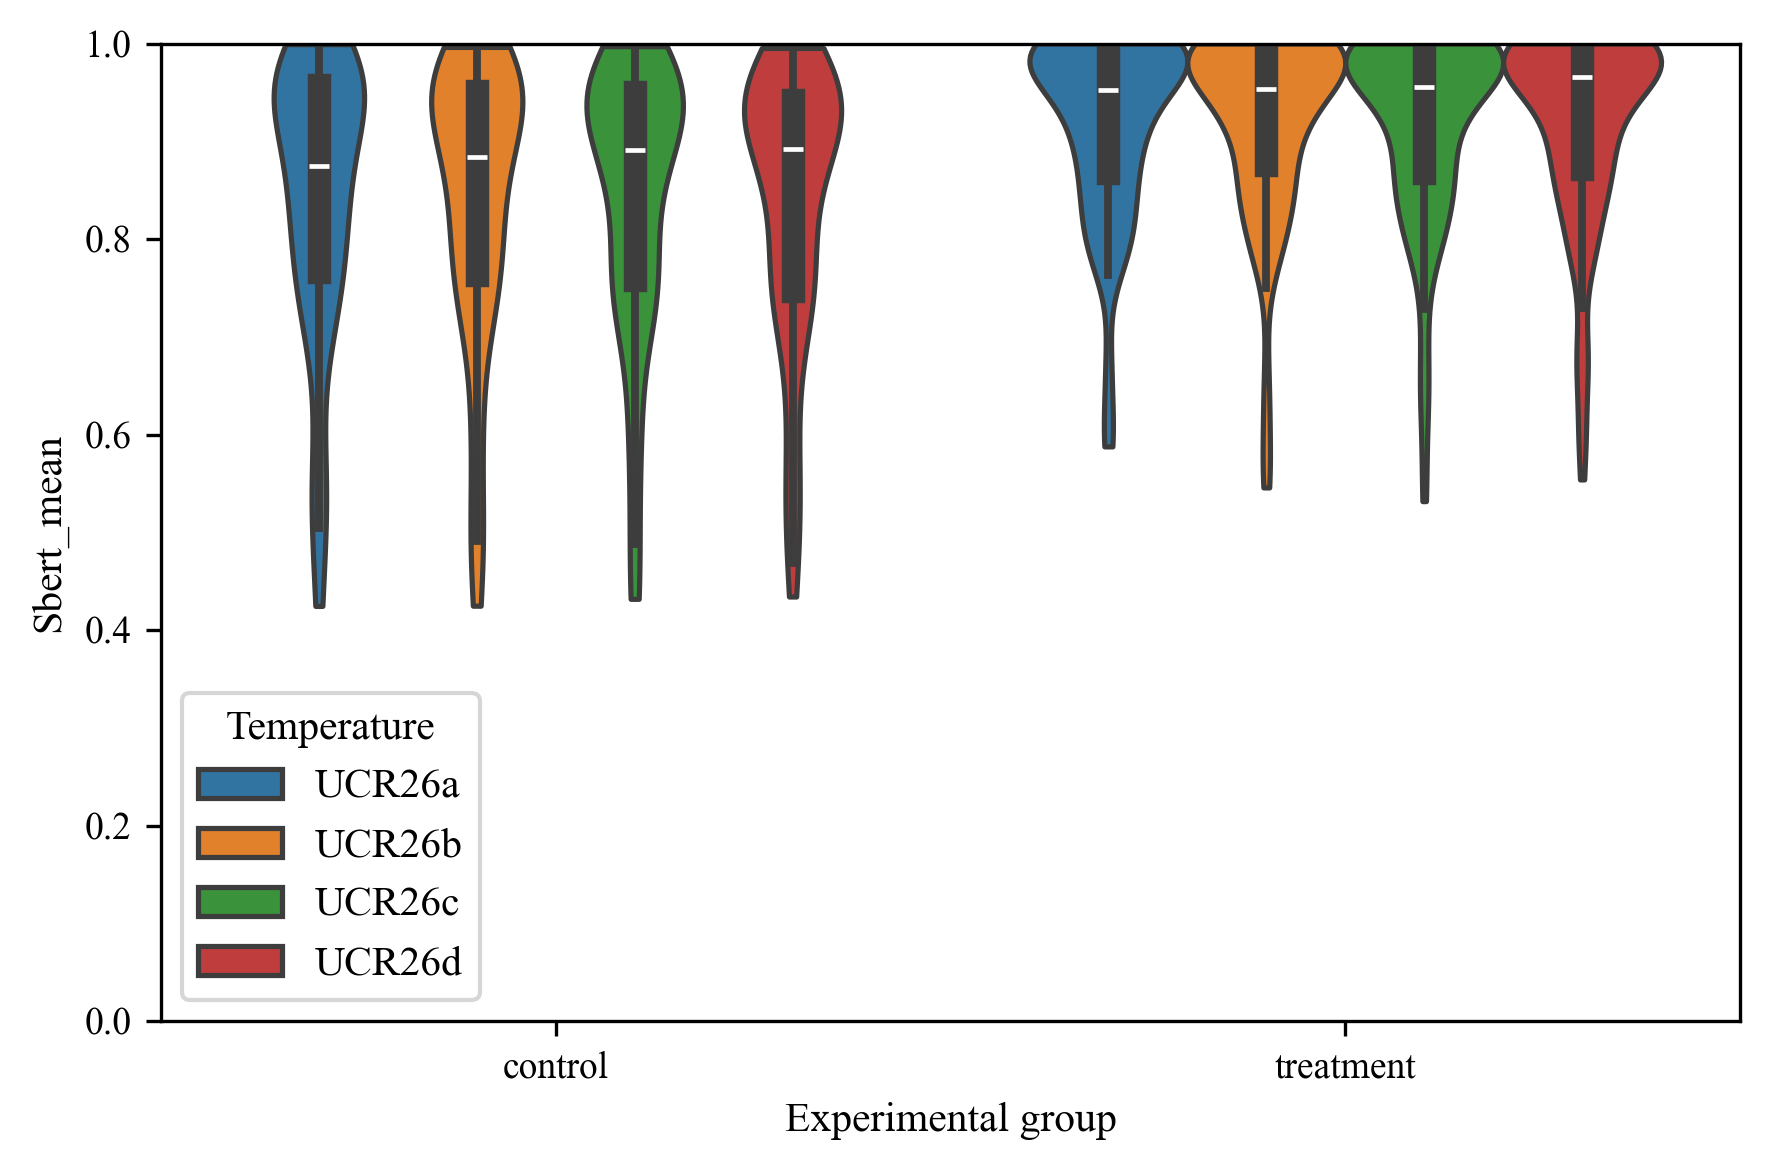 1.0
0.8
0.6
0.4
0.2
0.0
Sbert_mean
Temperature
UCR26a
UCR26b
UCR26c
UCR26d
control
treatment
Experimental group